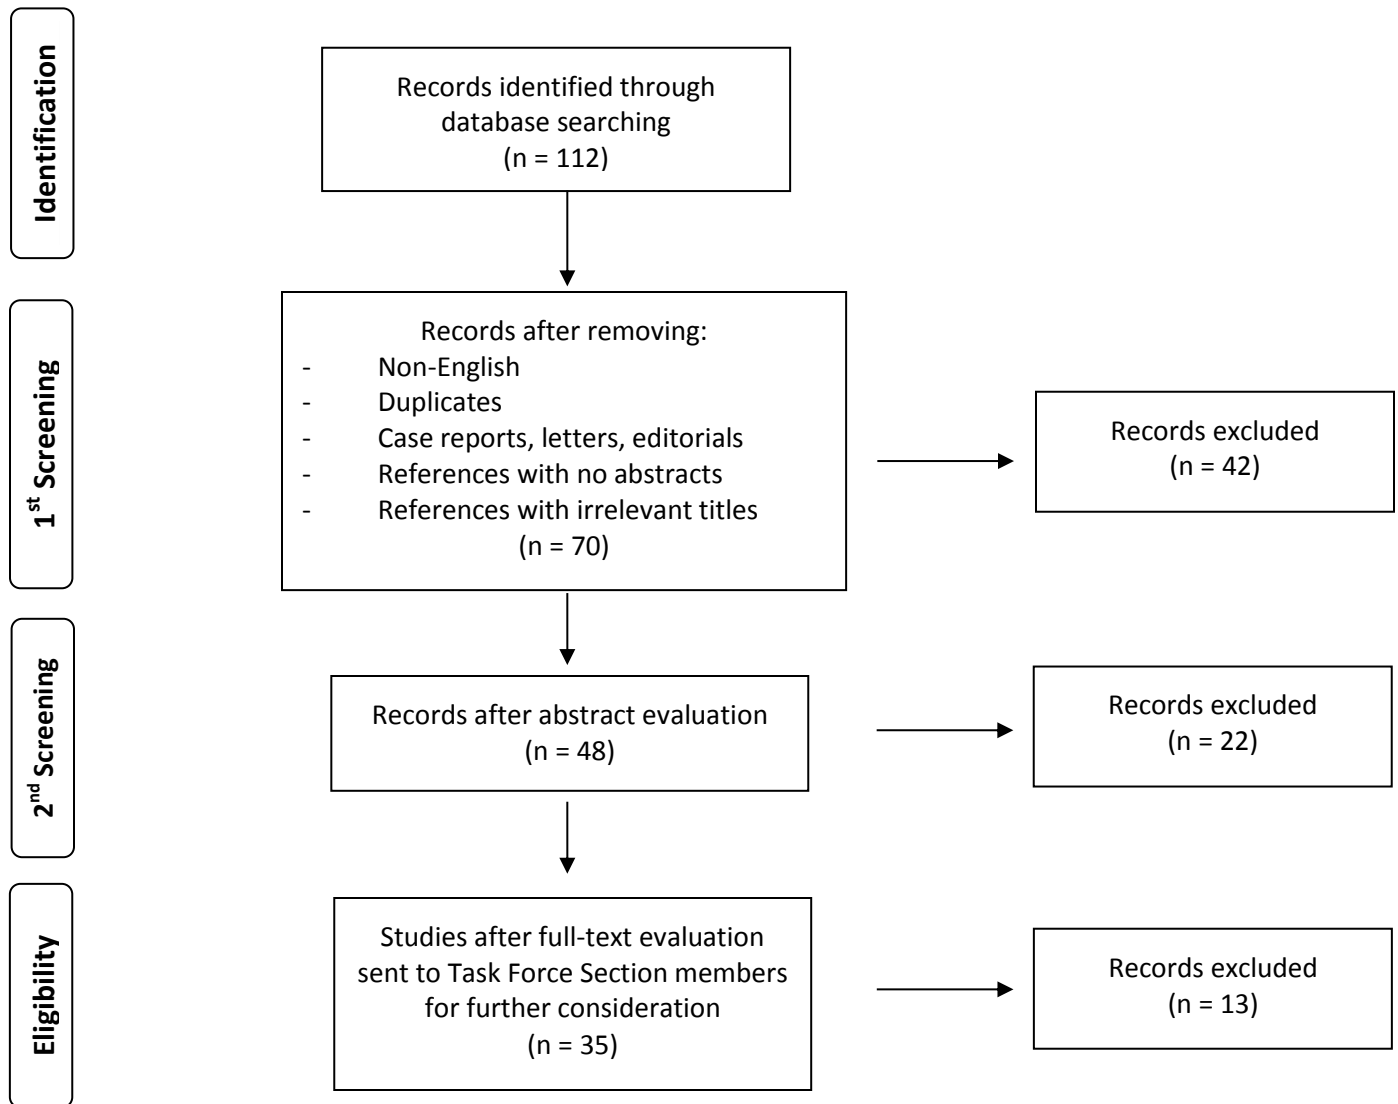 Identification
Records identified through
database searching
(n = 112)
1st Screening
Records after removing:
- Non-English
- Duplicates
- Case reports, letters, editorials
- References with no abstracts
- References with irrelevant titles
(n = 70)
Records excluded
(n = 42)
2nd Screening
Records after abstract evaluation
(n = 48)
Records excluded
(n = 22)
Eligibility
Studies after full-text evaluation
sent to Task Force Section members
for further consideration
(n = 35)
Records excluded
(n = 13)